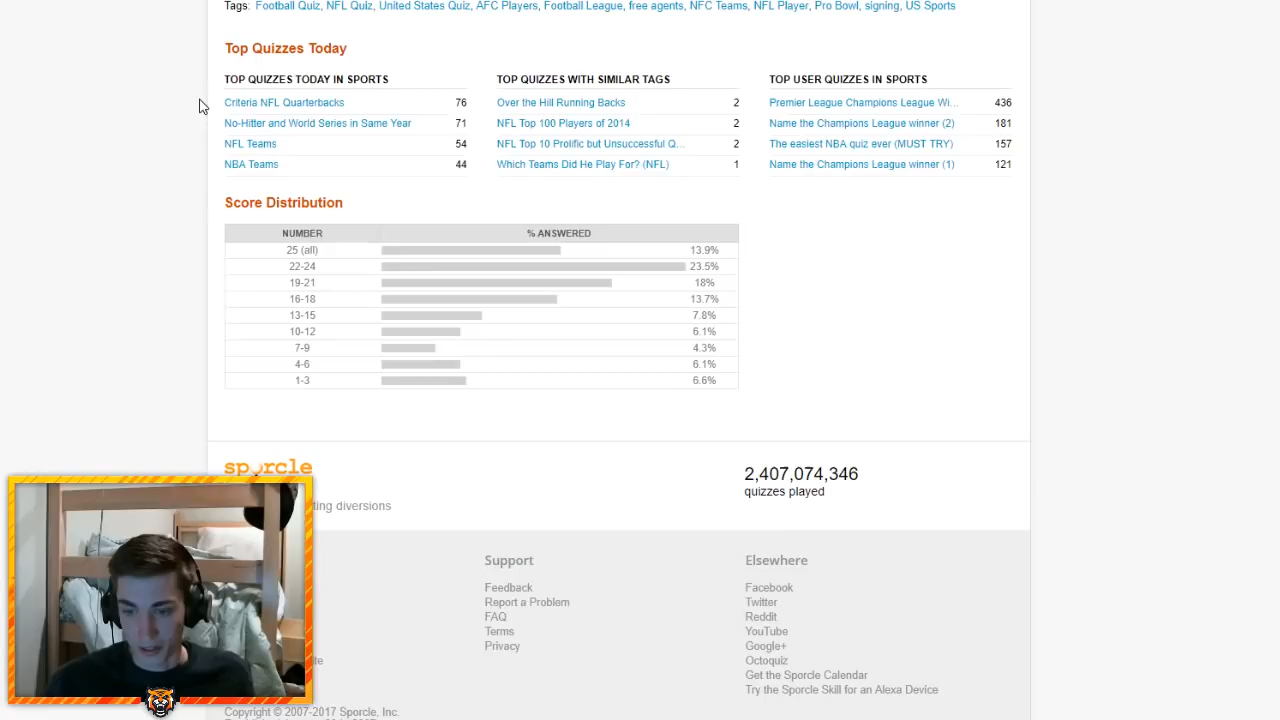 Tags: Football Quiz, NFL Quiz, United States Quiz, AFC Players, Football League, free agents, NFC Teams, NFL Player, Pro Bowl, signing, US Sports
Top Quizzes Today
TOP QUIZZES TODAY IN SPORTS
Criteria NFL Quarterbacks 76
No-Hitter and World Series in Same Year 71
NFL Teams 54
NBA Teams 44
TOP QUIZZES WITH SIMILAR TAGS
Over the Hill Running Backs 2
NFL Top 100 Players of 2014 2
NFL Top 10 Prolific but Unsuccessful Q... 2
Which Teams Did He Play For? (NFL) 1
TOP USER QUIZZES IN SPORTS
Premier League Champions League Wi... 436
Name the Champions League winner (2) 181
The easiest NBA quiz ever (MUST TRY) 157
Name the Champions League winner (1) 121
Score Distribution
NUMBER % ANSWERED
25 (all) 13.9%
22-24 23.5%
19-21 18%
16-18 13.7%
13-15 7.8%
10-12 6.1%
7-9 4.3%
4-6 6.1%
1-3 6.6%
sporcle
ting diversions
2,407,074,346
quizzes played
Support
Feedback
Report a Problem
FAQ
Terms
Privacy
Elsewhere
Facebook
Twitter
Reddit
YouTube
Google+
Octoquiz
Get the Sporcle Calendar
Try the Sporcle Skill for an Alexa Device
te
Copyright © 2007-2017 Sporcle, Inc.